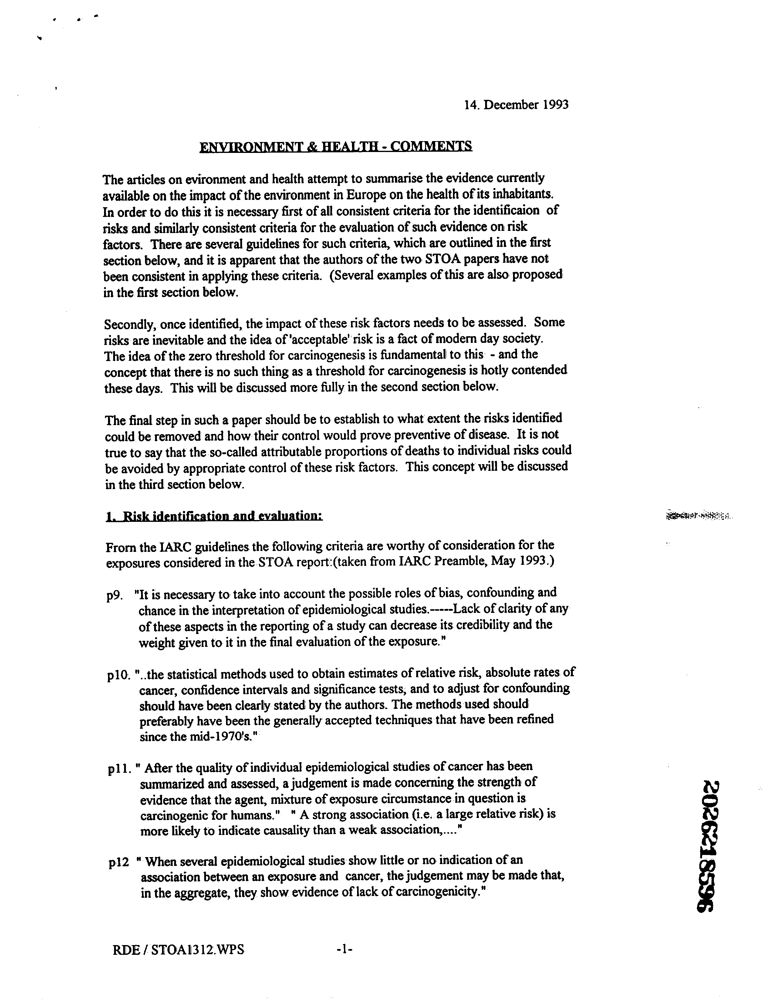 14. December 1993
ENVIRONMENT & HEALTH - COMMENTS
The articles on evironment and health attempt to summarise the evidence currently
available on the impact of the environment in Europe on the health of its inhabitants.
In order to do this it is necessary first of all consistent criteria for the identificaion of
risks and similarly consistent criteria for the evaluation of such evidence on risk
factors. There are several guidelines for such criteria, which are outlined in the first
section below, and it is apparent that the authors of the two STOA papers have not
been consistent in applying these criteria. (Several examples of this are also proposed
in the first section below.
Secondly, once identified, the impact of these risk factors needs to be assessed. Some
risks are inevitable and the idea of 'acceptable' risk is a fact of modern day society.
The idea of the zero threshold for carcinogenesis is fundamental to this - and the
concept that there is no such thing as a threshold for carcinogenesis is hotly contended
these days. This will be discussed more fully in the second section below.
The final step in such a paper should be to establish to what extent the risks identified
could be removed and how their control would prove preventive of disease. It is not
true to say that the so-called attributable proportions of deaths to individual risks could
be avoided by appropriate control of these risk factors. This concept will be discussed
in the third section below.
1. Risk identification and evaluation:
From the IARC guidelines the following criteria are worthy of consideration for the
exposures considered in the STOA report:(taken from IARC Preamble, May 1993.)
p9. "It is necessary to take into account the possible roles of bias, confounding and
chance in the interpretation of epidemiological studies.-----Lack of clarity of any
of these aspects in the reporting of a study can decrease its credibility and the
weight given to it in the final evaluation of the exposure."
p10. "..the statistical methods used to obtain estimates of relative risk, absolute rates of
cancer, confidence intervals and significance tests, and to adjust for confounding
should have been clearly stated by the authors. The methods used should
preferably have been the generally accepted techniques that have been refined
since the mid-1970's."
p11. " After the quality of individual epidemiological studies of cancer has been
summarized and assessed, a judgement is made concerning the strength of
evidence that the agent, mixture of exposure circumstance in question is
carcinogenic for humans." " A strong association (i.e. a large relative risk) is
more likely to indicate causality than a weak association,...."
p12 " When several epidemiological studies show little or no indication of an
association between an exposure and cancer, the judgement may be made that,
in the aggregate, they show evidence of lack of carcinogenicity."
RDE / STOA1312.WPS -1-
2026218596